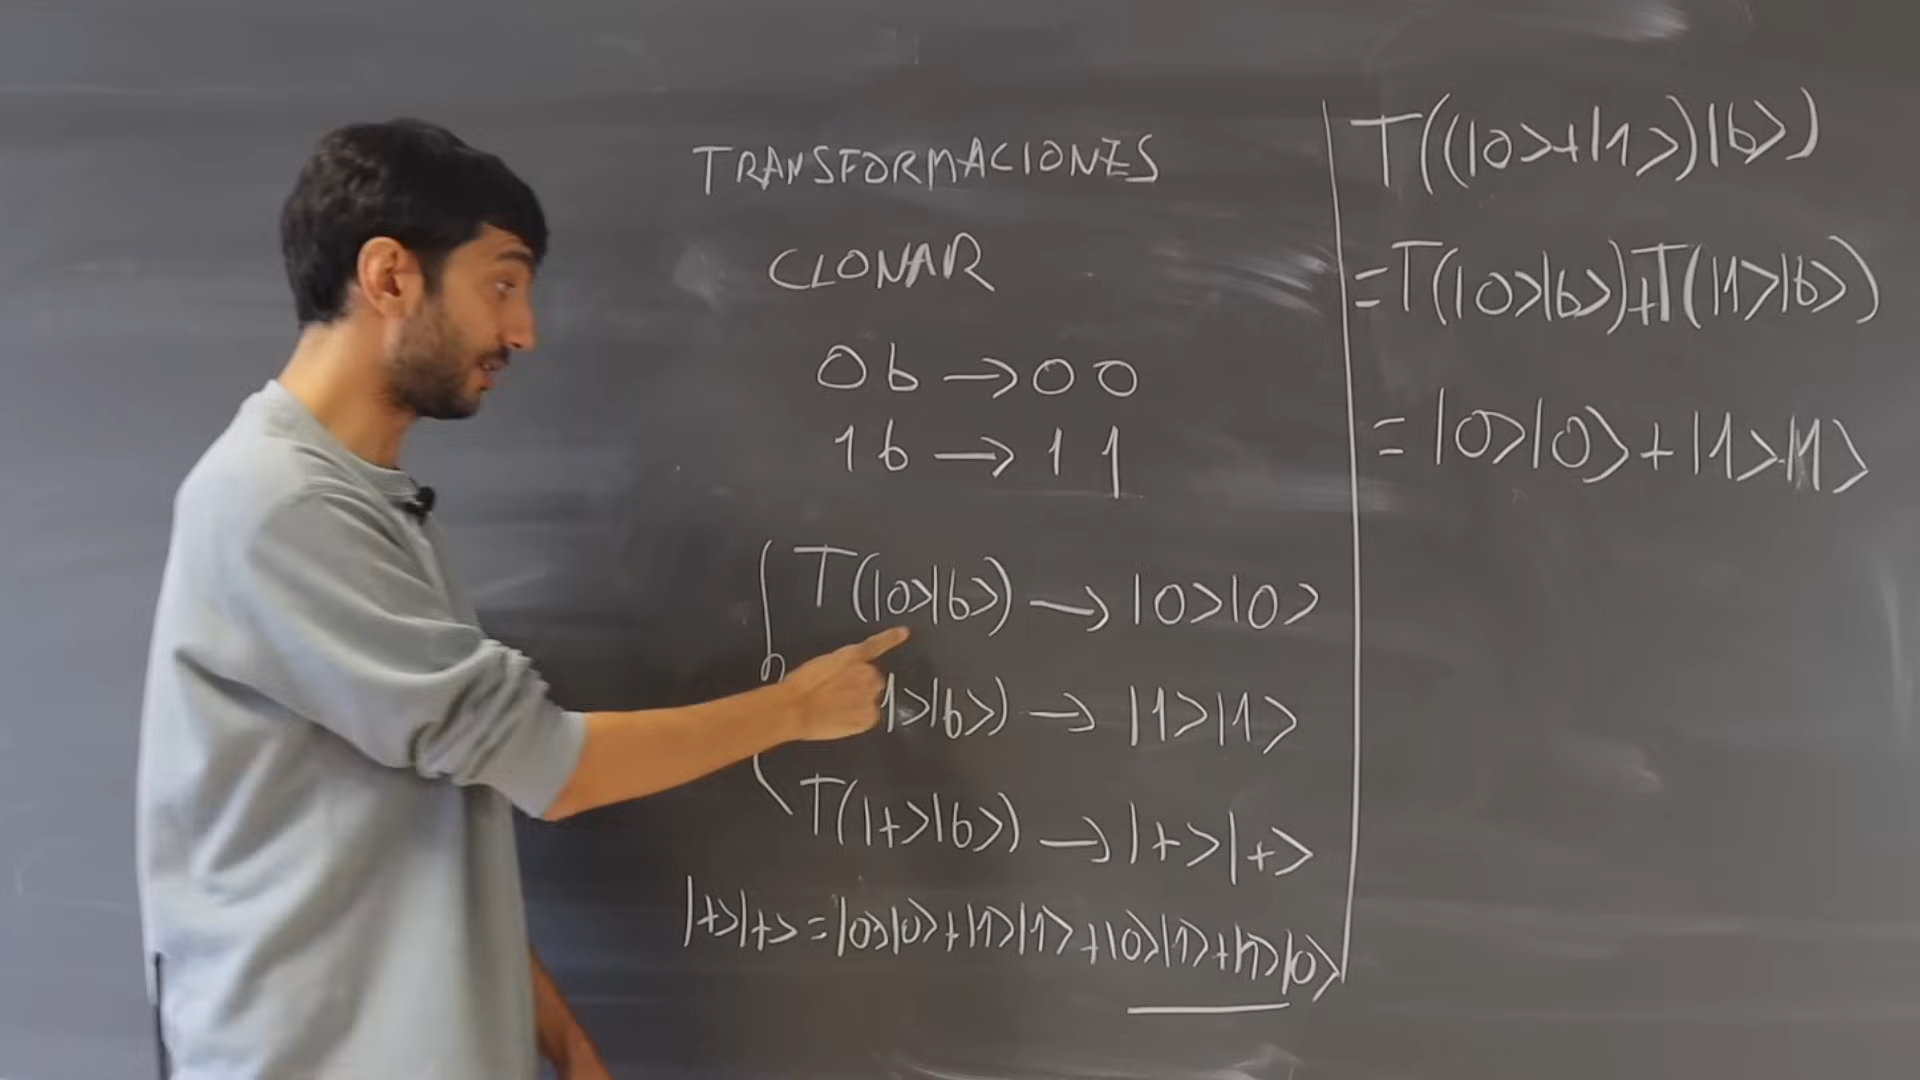 TRANSFORMACIONES
CLONAR
0 b → 0 0
1 b → 1 1
T(|0>|b>) → |0>|0>
1>|b>) → |1>|1>
T(|+>|b>) → |+>|+>
|+>|+> = |0>|0> + |1>|1> + |0>|1> + |1>|0>
T((|0>+|1>)|b>)
= T(|0>|b>) + T(|1>|b>)
= |0>|0> + |1>|1>